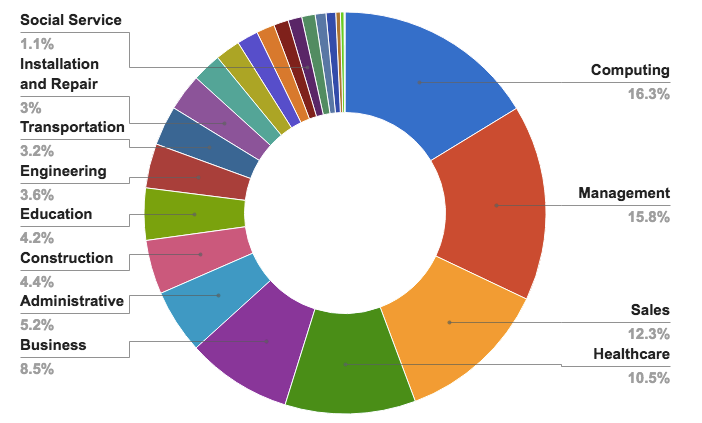 Social Service
1.1%
Installation
and Repair
3%
Transportation
3.2%
Engineering
3.6%
Education
4.2%
Construction
4.4%
Administrative
5.2%
Business
8.5%
Computing
16.3%
Management
15.8%
Sales
12.3%
Healthcare
10.5%